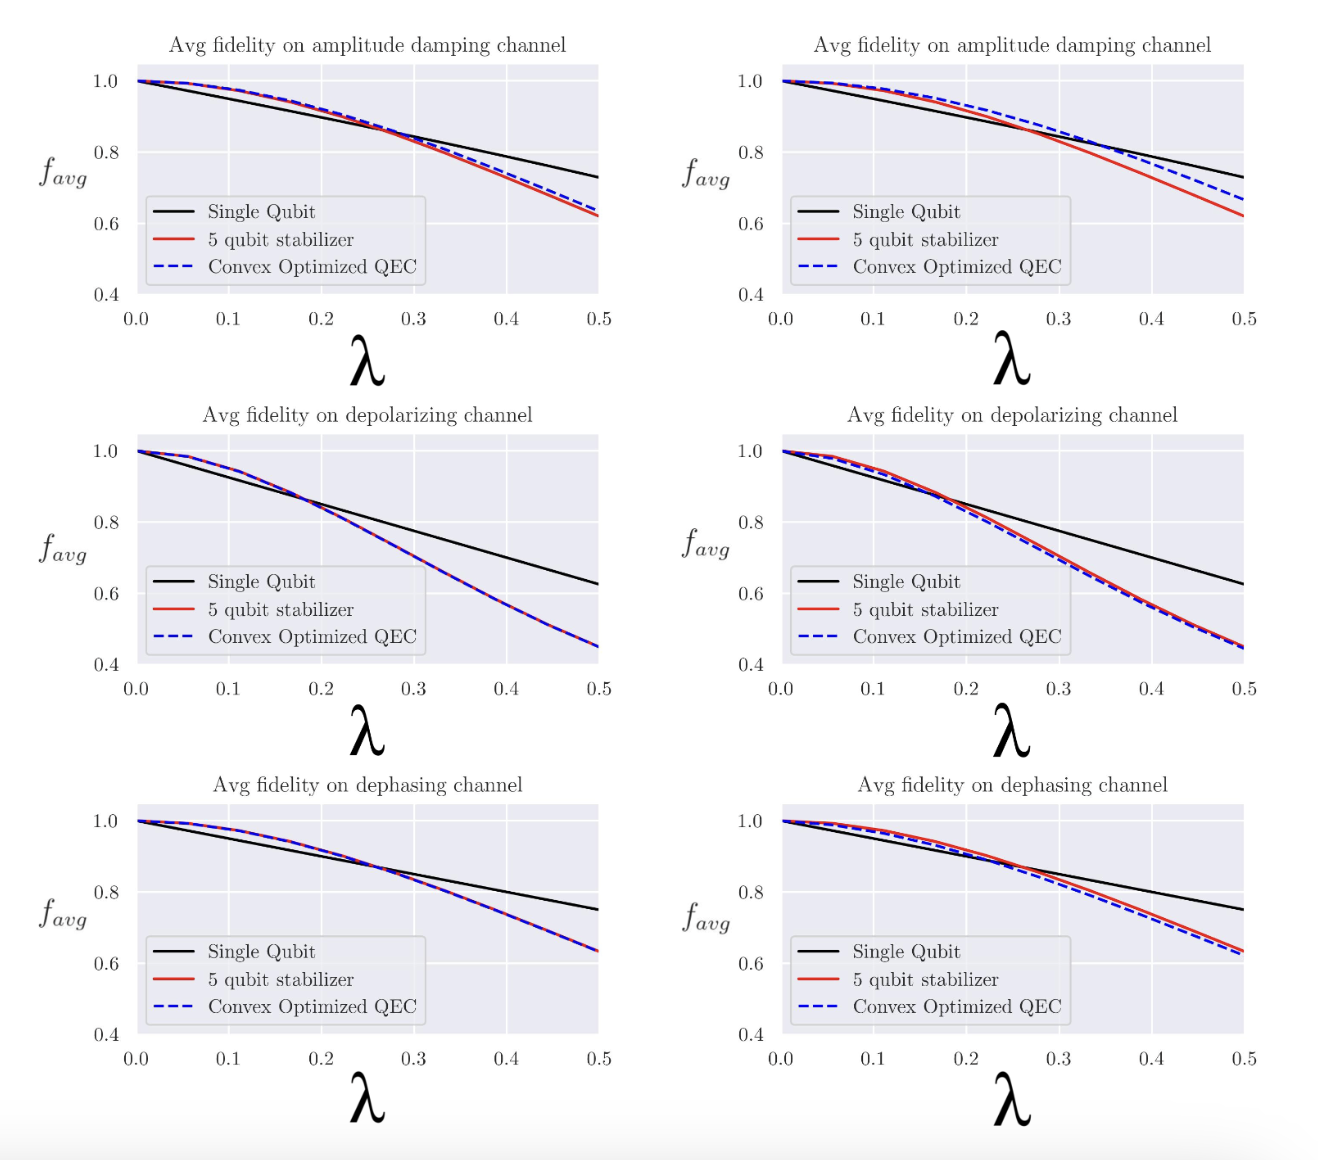 Avg fidelity on amplitude damping channel
1.0
0.8
f_avg
0.6
0.4
Single Qubit
5 qubit stabilizer
Convex Optimized QEC
0.0 0.1 0.2 0.3 0.4 0.5
λ
Avg fidelity on amplitude damping channel
1.0
0.8
f_avg
0.6
0.4
Single Qubit
5 qubit stabilizer
Convex Optimized QEC
0.0 0.1 0.2 0.3 0.4 0.5
λ
Avg fidelity on depolarizing channel
1.0
0.8
f_avg
0.6
0.4
Single Qubit
5 qubit stabilizer
Convex Optimized QEC
0.0 0.1 0.2 0.3 0.4 0.5
λ
Avg fidelity on depolarizing channel
1.0
0.8
f_avg
0.6
0.4
Single Qubit
5 qubit stabilizer
Convex Optimized QEC
0.0 0.1 0.2 0.3 0.4 0.5
λ
Avg fidelity on dephasing channel
1.0
0.8
f_avg
0.6
0.4
Single Qubit
5 qubit stabilizer
Convex Optimized QEC
0.0 0.1 0.2 0.3 0.4 0.5
λ
Avg fidelity on dephasing channel
1.0
0.8
f_avg
0.6
0.4
Single Qubit
5 qubit stabilizer
Convex Optimized QEC
0.0 0.1 0.2 0.3 0.4 0.5
λ